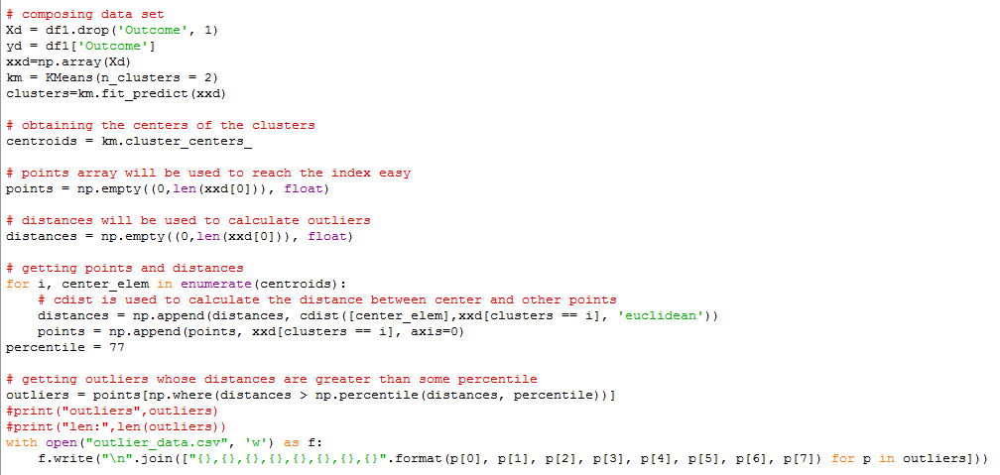 # composing data set
Xd = df1.drop('Outcome', 1)
yd = df1['Outcome']
xxd=np.array(Xd)
km = KMeans(n_clusters = 2)
clusters=km.fit_predict(xxd)
# obtaining the centers of the clusters
centroids = km.cluster_centers_
# points array will be used to reach the index easy
points = np.empty((0,len(xxd[0])), float)
# distances will be used to calculate outliers
distances = np.empty((0,len(xxd[0])), float)
# getting points and distances
for i, center_elem in enumerate(centroids):
    # cdist is used to calculate the distance between center and other points
    distances = np.append(distances, cdist([center_elem],xxd[clusters == i], 'euclidean'))
    points = np.append(points, xxd[clusters == i], axis=0)
percentile = 77
# getting outliers whose distances are greater than some percentile
outliers = points[np.where(distances > np.percentile(distances, percentile))]
#print("outliers",outliers)
#print("len:",len(outliers))
with open("outlier_data.csv", 'w') as f:
    f.write("\n".join(["{},{},{},{},{},{},{},{}".format(p[0], p[1], p[2], p[3], p[4], p[5], p[6], p[7]) for p in outliers]))